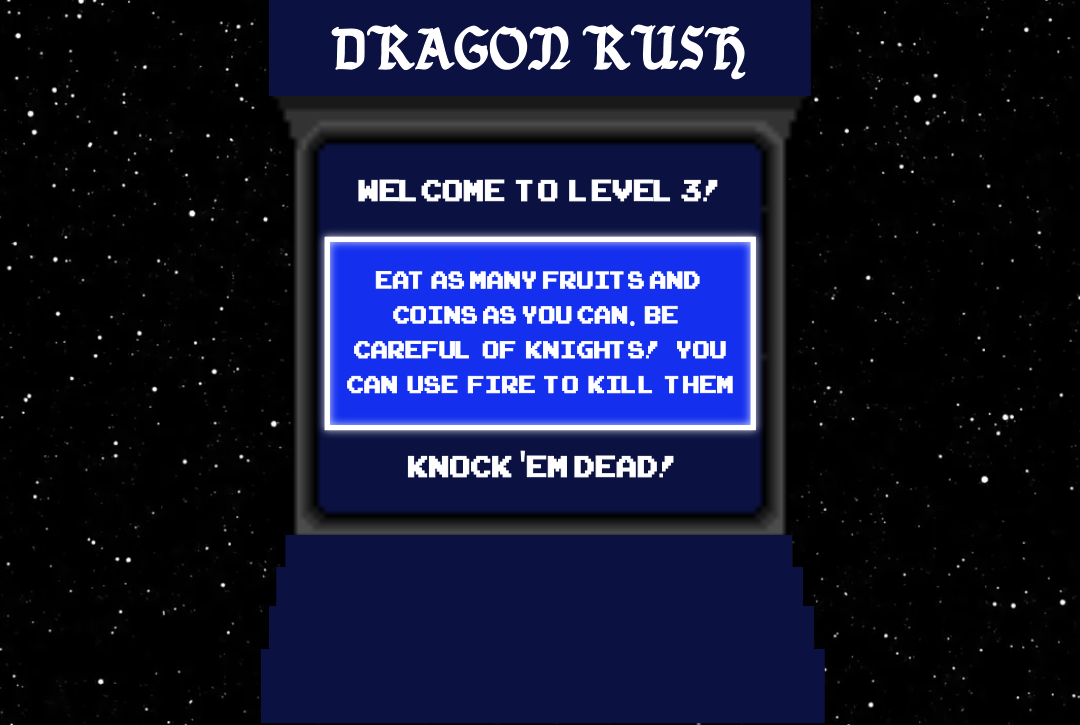 DRAGON RUSH
WELCOME TO LEVEL 3!
EAT AS MANY FRUITS AND
COINS AS YOU CAN. BE
CAREFUL OF KNIGHTS! YOU
CAN USE FIRE TO KILL THEM
KNOCK 'EM DEAD!